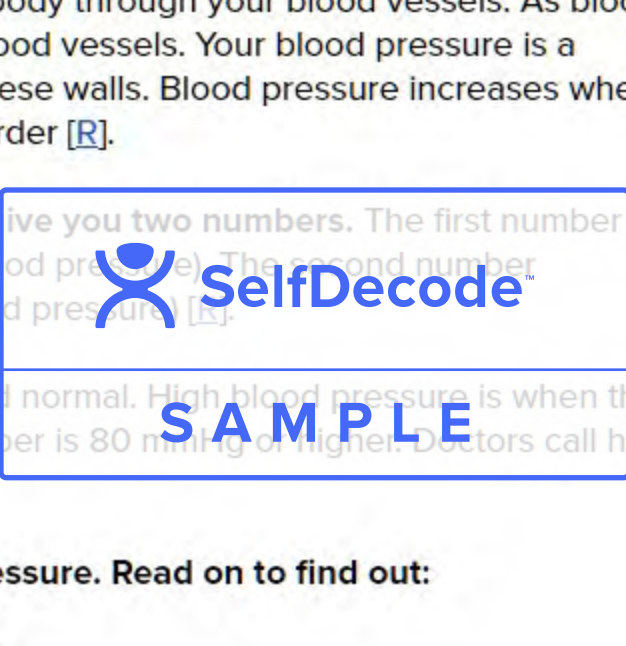 body through your blood vessels. As bloo
ood vessels. Your blood pressure is a
ese walls. Blood pressure increases whe
rder [R].
ive you two numbers. The first number
od pressure). The second number
d pressure) [R].
SelfDecode™
d normal. High blood pressure is when th
ber is 80 mmHg or higher. Doctors call h
SAMPLE
essure. Read on to find out: